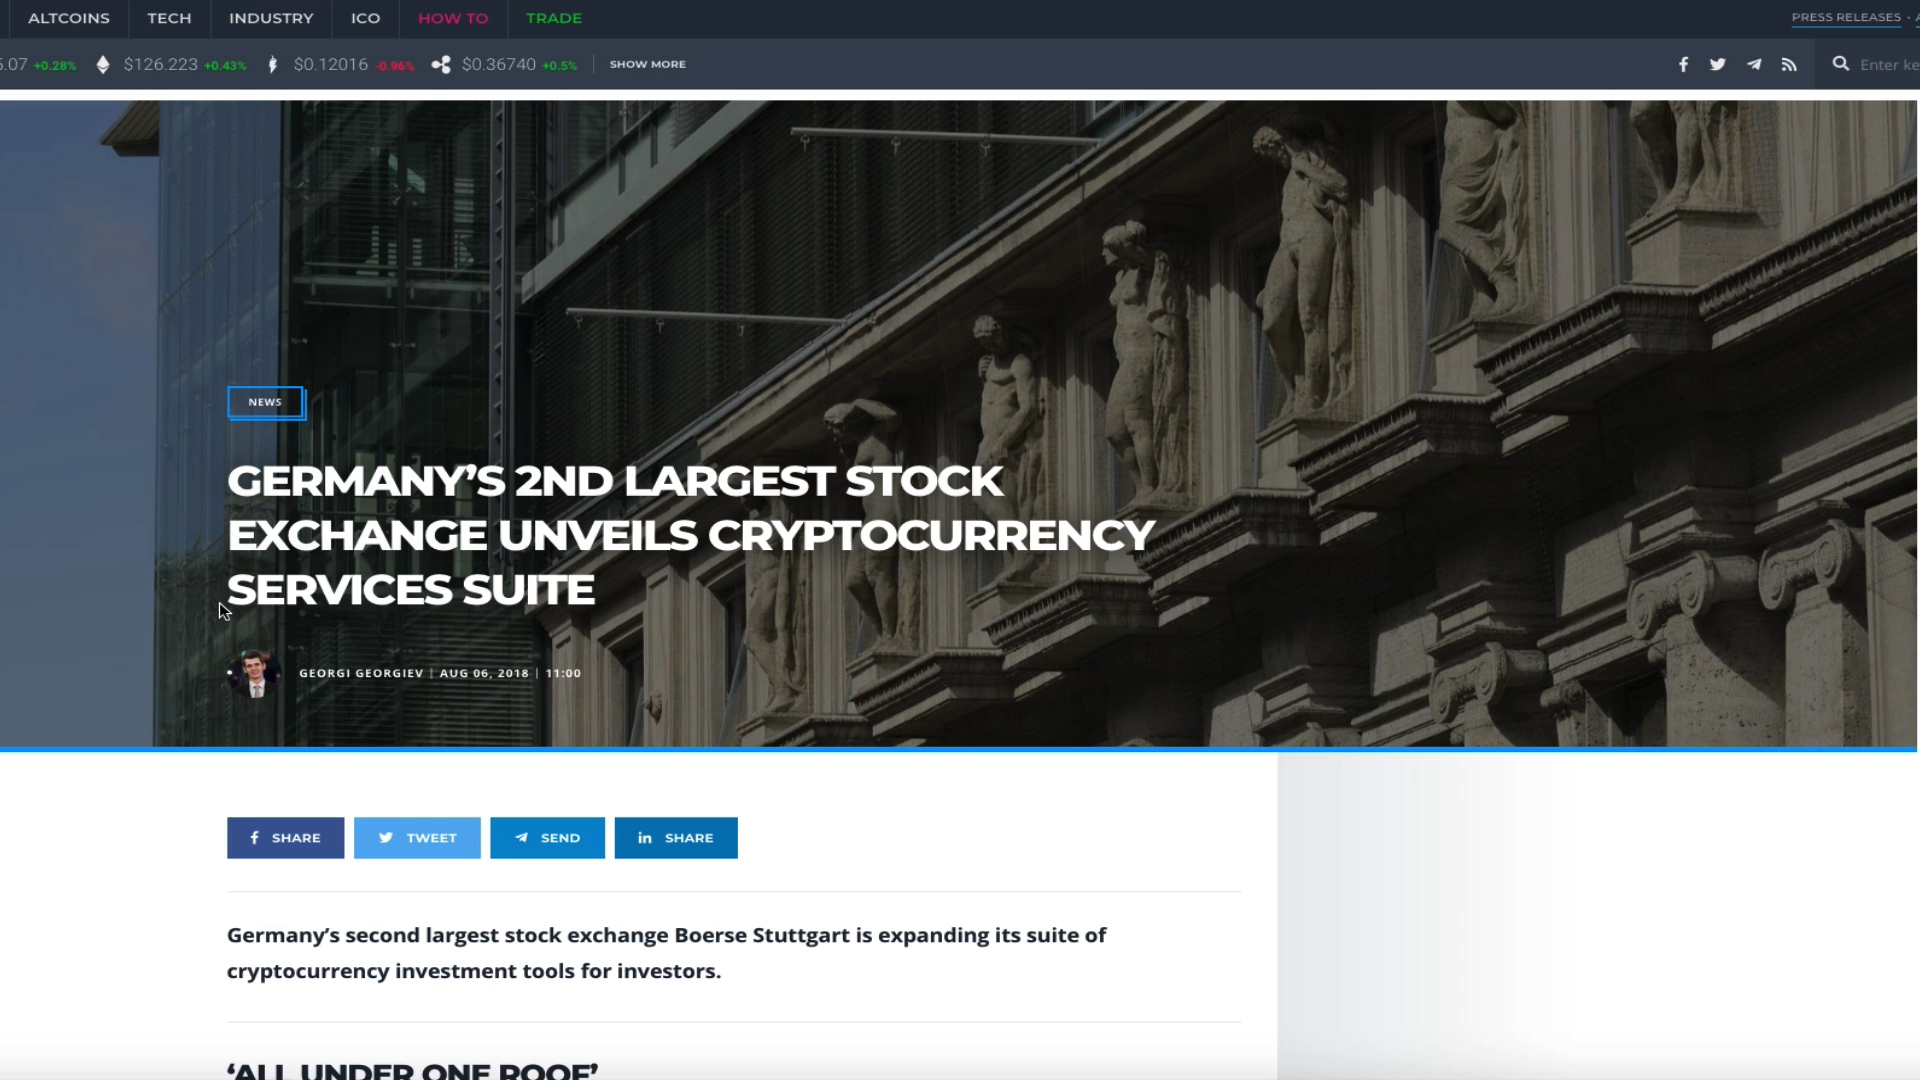 ALTCOINS TECH INDUSTRY ICO HOW TO TRADE PRESS RELEASES ·
5.07 +0.28% $126.223 +0.43% $0.12016 -0.96% $0.36740 +0.5% SHOW MORE Enter ke
NEWS
GERMANY’S 2ND LARGEST STOCK
EXCHANGE UNVEILS CRYPTOCURRENCY
SERVICES SUITE
GEORGI GEORGIEV | AUG 06, 2018 | 11:00
SHARE TWEET SEND SHARE
Germany’s second largest stock exchange Boerse Stuttgart is expanding its suite of
cryptocurrency investment tools for investors.
‘ALL UNDER ONE ROOF’